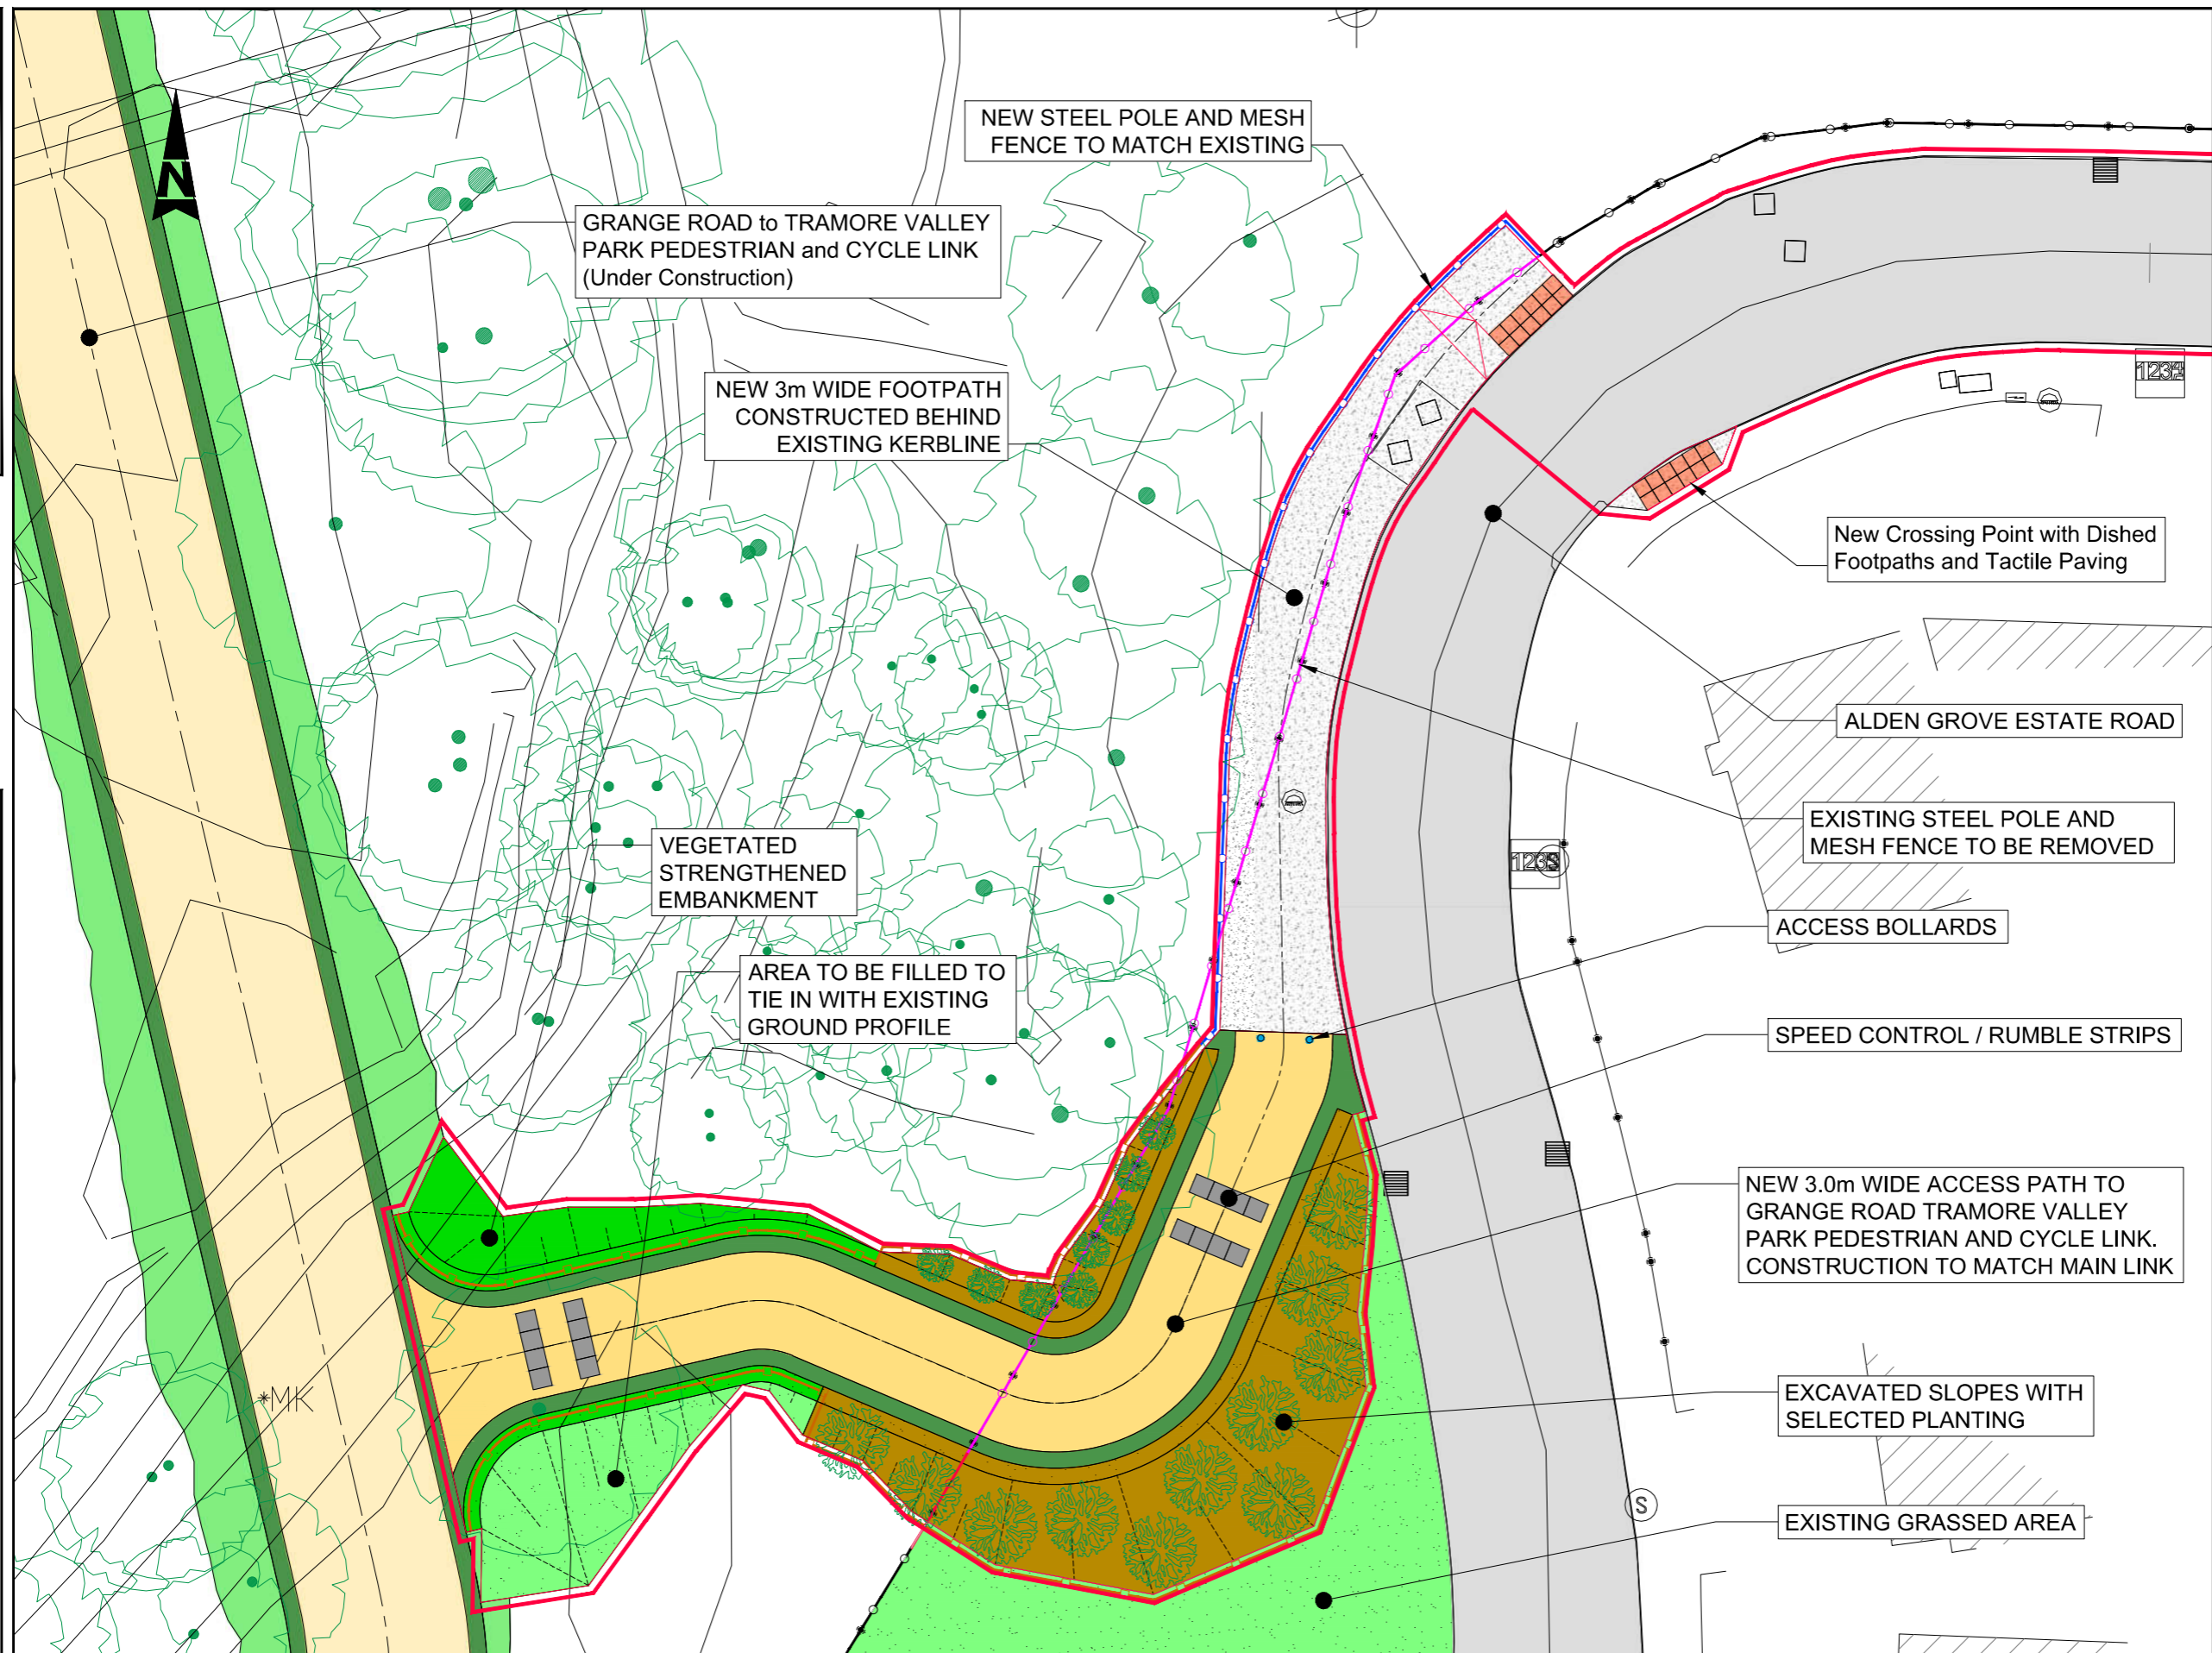 NEW STEEL POLE AND MESH
FENCE TO MATCH EXISTING
N
GRANGE ROAD to TRAMORE VALLEY
PARK PEDESTRIAN and CYCLE LINK
(Under Construction)
NEW 3m WIDE FOOTPATH
CONSTRUCTED BEHIND
EXISTING KERBLINE
New Crossing Point with Dished
Footpaths and Tactile Paving
ALDEN GROVE ESTATE ROAD
EXISTING STEEL POLE AND
MESH FENCE TO BE REMOVED
VEGETATED
STRENGTHENED
EMBANKMENT
ACCESS BOLLARDS
AREA TO BE FILLED TO
TIE IN WITH EXISTING
GROUND PROFILE
SPEED CONTROL / RUMBLE STRIPS
NEW 3.0m WIDE ACCESS PATH TO
GRANGE ROAD TRAMORE VALLEY
PARK PEDESTRIAN AND CYCLE LINK.
CONSTRUCTION TO MATCH MAIN LINK
MK
EXCAVATED SLOPES WITH
SELECTED PLANTING
S
EXISTING GRASSED AREA